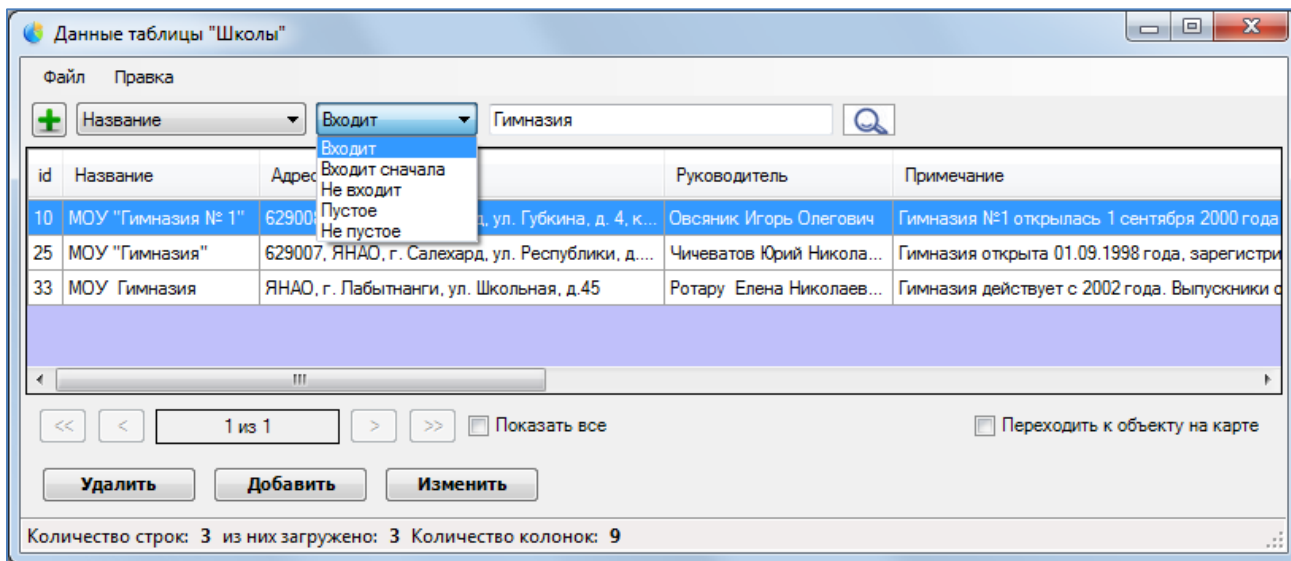 Данные таблицы "Школы"
Файл Правка
Название Входит Гимназия
Входит
Входит сначала
Не входит
Пустое
Не пустое
id Название Адрес Руководитель Примечание
10 МОУ "Гимназия № 1" 62900 д, ул. Губкина, д. 4, к... Овсяник Игорь Олегович Гимназия №1 открылась 1 сентября 2000 года
25 МОУ "Гимназия" 629007, ЯНАО, г. Салехард, ул. Республики, д.... Чичеватов Юрий Никола... Гимназия открыта 01.09.1998 года, зарегистри
33 МОУ Гимназия ЯНАО, г. Лабытнанги, ул. Школьная, д.45 Ротару Елена Николаев... Гимназия действует с 2002 года. Выпускники с
<< < 1 из 1 > >> Показать все Переходить к объекту на карте
Удалить Добавить Изменить
Количество строк: 3 из них загружено: 3 Количество колонок: 9